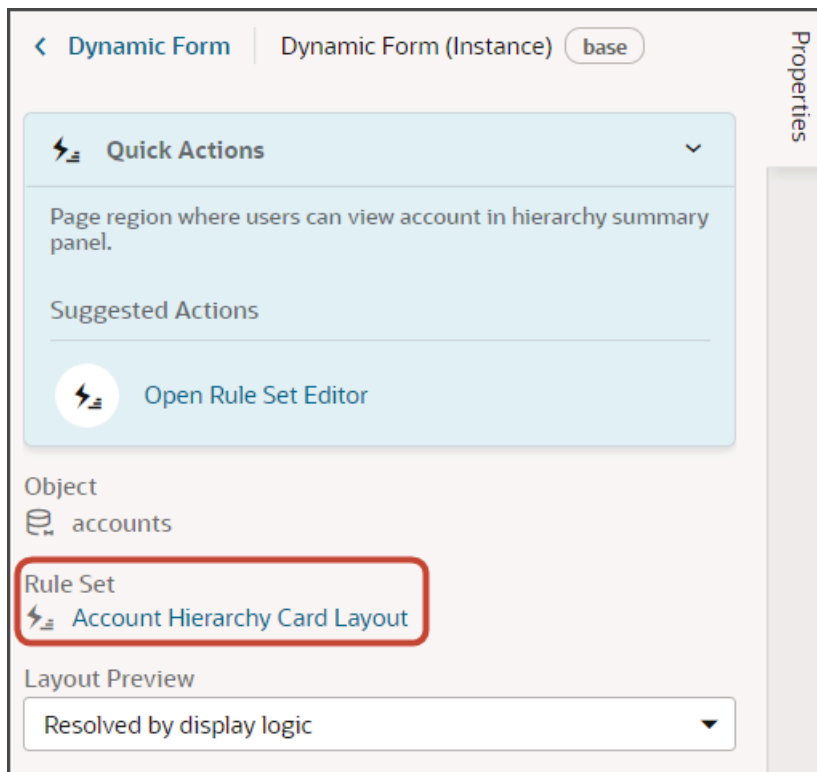 Dynamic Form
Dynamic Form (Instance)
base
Properties
Quick Actions
Page region where users can view account in hierarchy summary
panel.
Suggested Actions
Open Rule Set Editor
Object
accounts
Rule Set
Account Hierarchy Card Layout
Layout Preview
Resolved by display logic